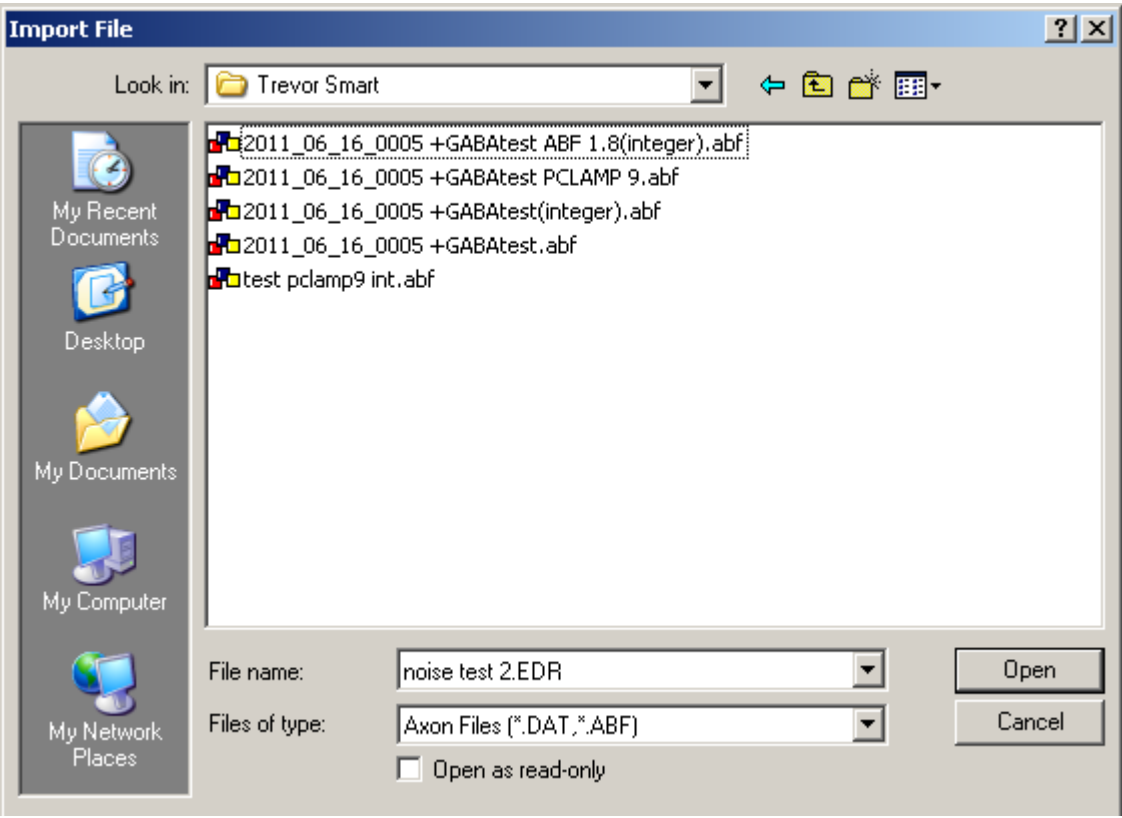 Import File
Look in: Trevor Smart
2011_06_16_0005 +GABAtest ABF 1.8(integer).abf
2011_06_16_0005 +GABAtest PCLAMP 9.abf
2011_06_16_0005 +GABAtest(integer).abf
2011_06_16_0005 +GABAtest.abf
test pclamp9 int.abf
My Recent
Documents
Desktop
My Documents
My Computer
My Network
Places
File name: noise test 2.EDR Open
Files of type: Axon Files (*.DAT,*.ABF) Cancel
Open as read-only